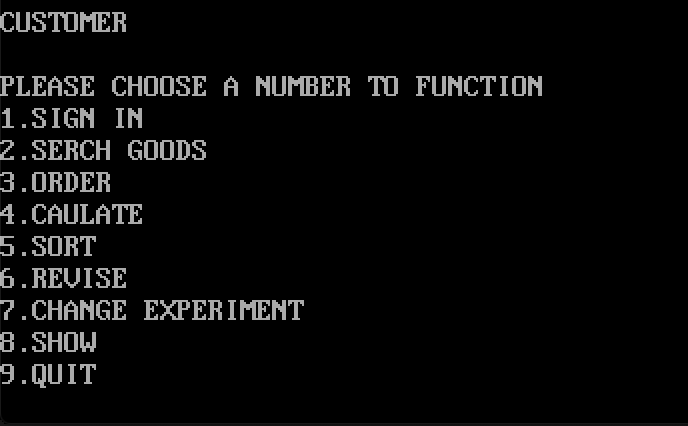 CUSTOMER
PLEASE CHOOSE A NUMBER TO FUNCTION
1.SIGN IN
2.SERCH GOODS
3.ORDER
4.CAULATE
5.SORT
6.REVISE
7.CHANGE EXPERIMENT
8.SHOW
9.QUIT